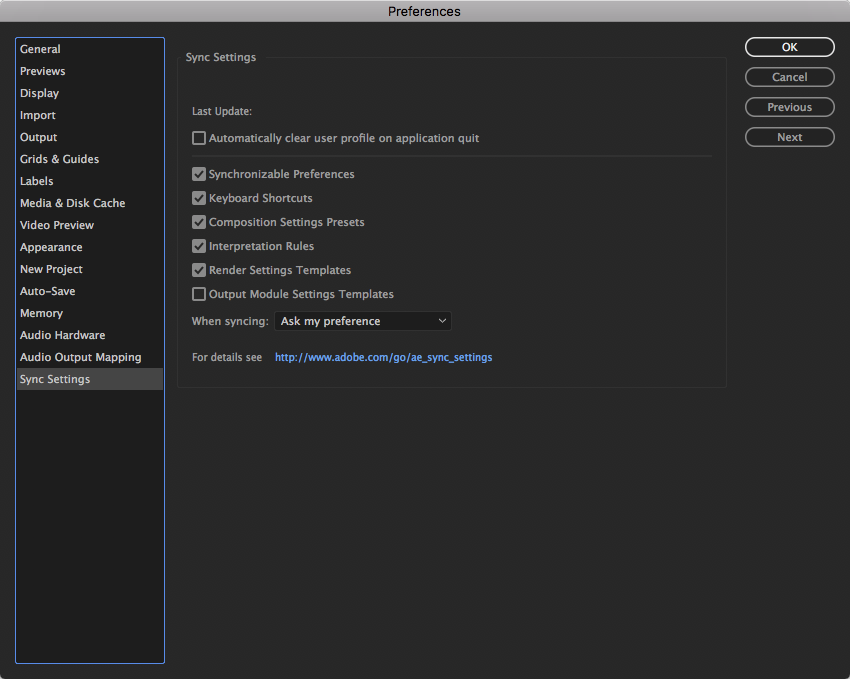 Preferences
General
Previews
Display
Import
Output
Grids & Guides
Labels
Media & Disk Cache
Video Preview
Appearance
New Project
Auto-Save
Memory
Audio Hardware
Audio Output Mapping
Sync Settings
Sync Settings
Last Update:
Automatically clear user profile on application quit
Synchronizable Preferences
Keyboard Shortcuts
Composition Settings Presets
Interpretation Rules
Render Settings Templates
Output Module Settings Templates
When syncing: Ask my preference
For details see http://www.adobe.com/go/ae_sync_settings
OK
Cancel
Previous
Next